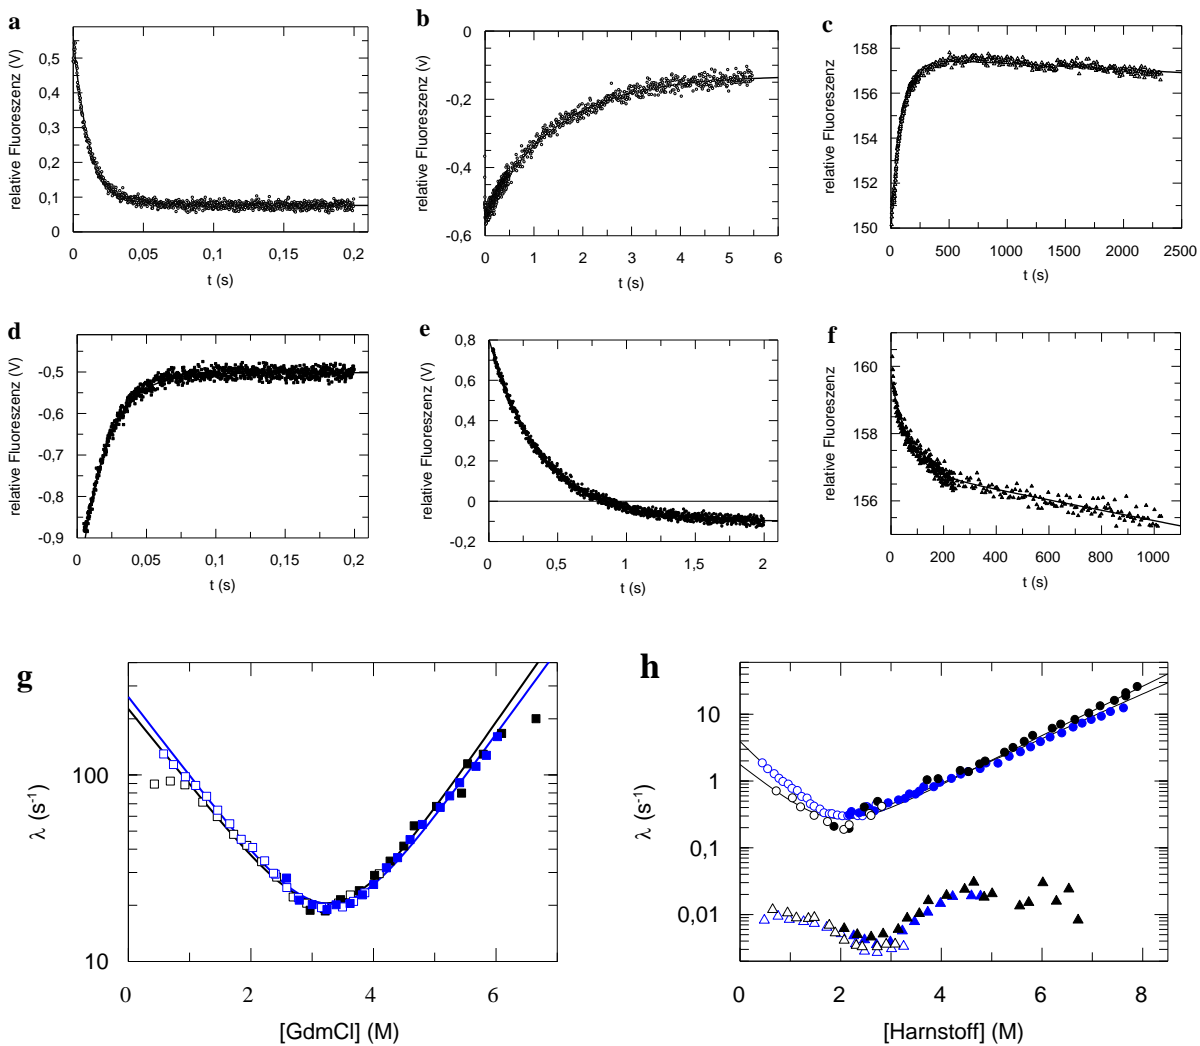 a
relative Fluoreszenz (V)
0,5
0,4
0,3
0,2
0,1
0
0 0,05 0,1 0,15 0,2
t (s)
b
relative Fluoreszenz (v)
0
-0,2
-0,4
-0,6
0 1 2 3 4 5 6
t (s)
c
relative Fluoreszenz
158
156
154
152
150
0 500 1000 1500 2000 2500
t (s)
d
relative Fluoreszenz (V)
-0,5
-0,6
-0,7
-0,8
-0,9
0 0,05 0,1 0,15 0,2
t (s)
e
relative Fluoreszenz (V)
0,8
0,6
0,4
0,2
0
-0,2
0 0,5 1 1,5 2
t (s)
f
relative Fluoreszenz
160
158
156
0 200 400 600 800 1000
t (s)
g
λ (s⁻¹)
100
10
0 2 4 6
[GdmCl] (M)
h
λ (s⁻¹)
10
1
0,1
0,01
0 2 4 6 8
[Harnstoff] (M)